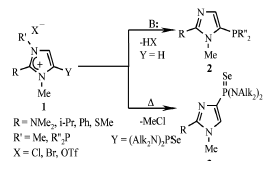 X⁻
R'
N
R
N
+
Y
Me
1
B:
-HX
Y = H
N
R
N
PR"₂
Me
2
Δ
-MeCl
Y = (Alk₂N)₂PSe
Se
P(NAlk₂)₂
N
R
N
Me
R = NMe₂, i-Pr, Ph, SMe
R' = Me, R"₂P
X = Cl, Br, OTf